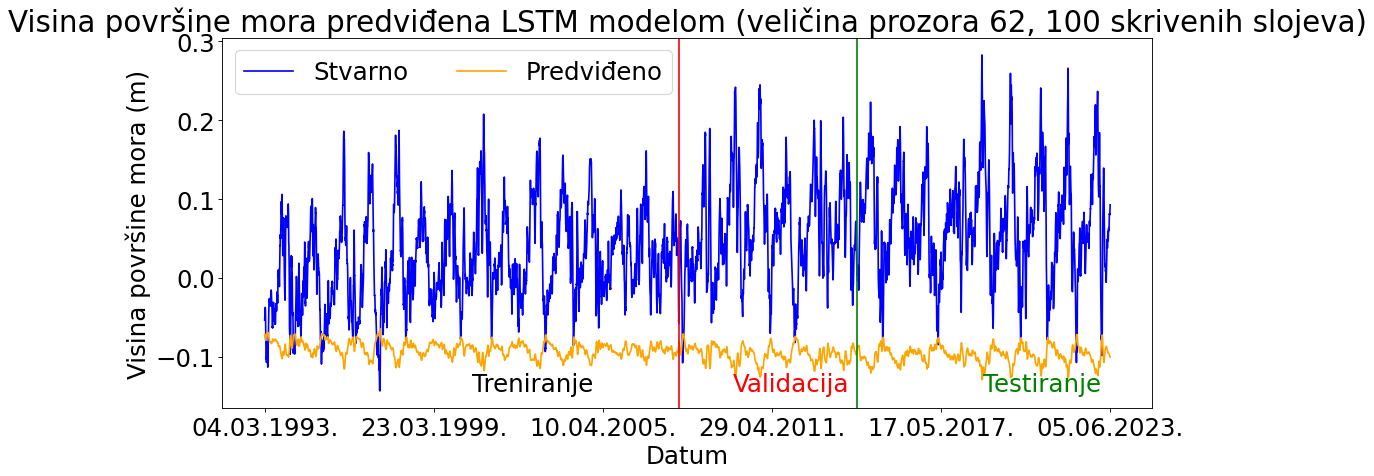 Visina površine mora predviđena LSTM modelom (veličina prozora 62, 100 skrivenih slojeva)
Stvarno Predviđeno
Visina površine mora (m)
0.3
0.2
0.1
0.0
−0.1
Treniranje Validacija Testiranje
04.03.1993. 23.03.1999. 10.04.2005. 29.04.2011. 17.05.2017. 05.06.2023.
Datum